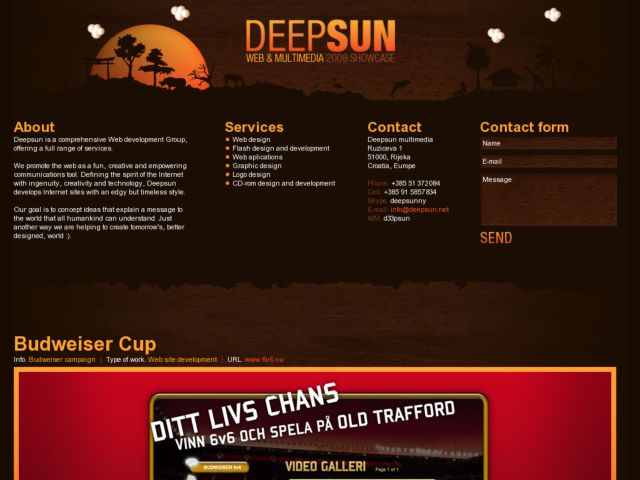 DEEPSUN
WEB & MULTIMEDIA 2008 SHOWCASE
About
Deepsun is a comprehensive Web development Group,
offering a full range of services.
We promote the web as a fun, creative and empowering
communications tool. Defining the spirit of the Internet
with ingenuity, creativity and technology, Deepsun
develops Internet sites with an edgy but timeless style.
Our goal is to concept ideas that explain a message to
the world that all humankind can understand. Just
another way we are helping to create tomorrow's, better
designed, world :).
Services
Web design
Flash design and development
Web aplications
Graphic design
Logo design
CD-rom design and development
Contact
Deepsun multimedia
Ruziceva 1
51000, Rijeka
Croatia, Europe
Phone. +385 51 372084
Cell. +385 91 5857834
Skype. deepsunny
E-mail. info@deepsun.net
AIM. d33psun
Contact form
Name
E-mail
Message
SEND
Budweiser Cup
Info. Budweiser campaign | Type of work. Web site development | URL. www.6v6.nu
DITT LIVS CHANS
VINN 6v6 OCH SPELA PÅ OLD TRAFFORD
BUDWEISER 6v6
VIDEO GALLERI
Page 1 of 1